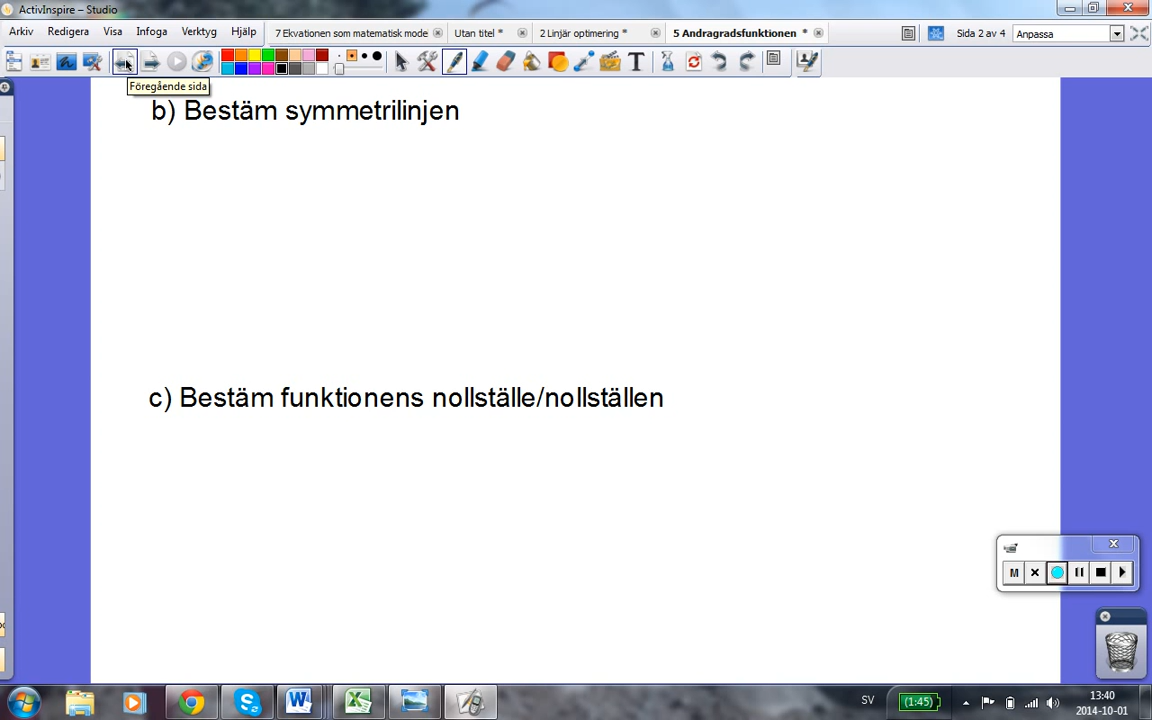 ActivInspire – Studio
Arkiv Redigera Visa Infoga Verktyg Hjälp
7 Ekvationen som matematisk mode
Utan titel *
2 Linjär optimering *
5 Andragradsfunktionen *
Sida 2 av 4
Anpassa
T
Föregående sida
b) Bestäm symmetrilinjen
c) Bestäm funktionens nollställe/nollställen
M
W
SV
(1:45)
13:40
2014-10-01